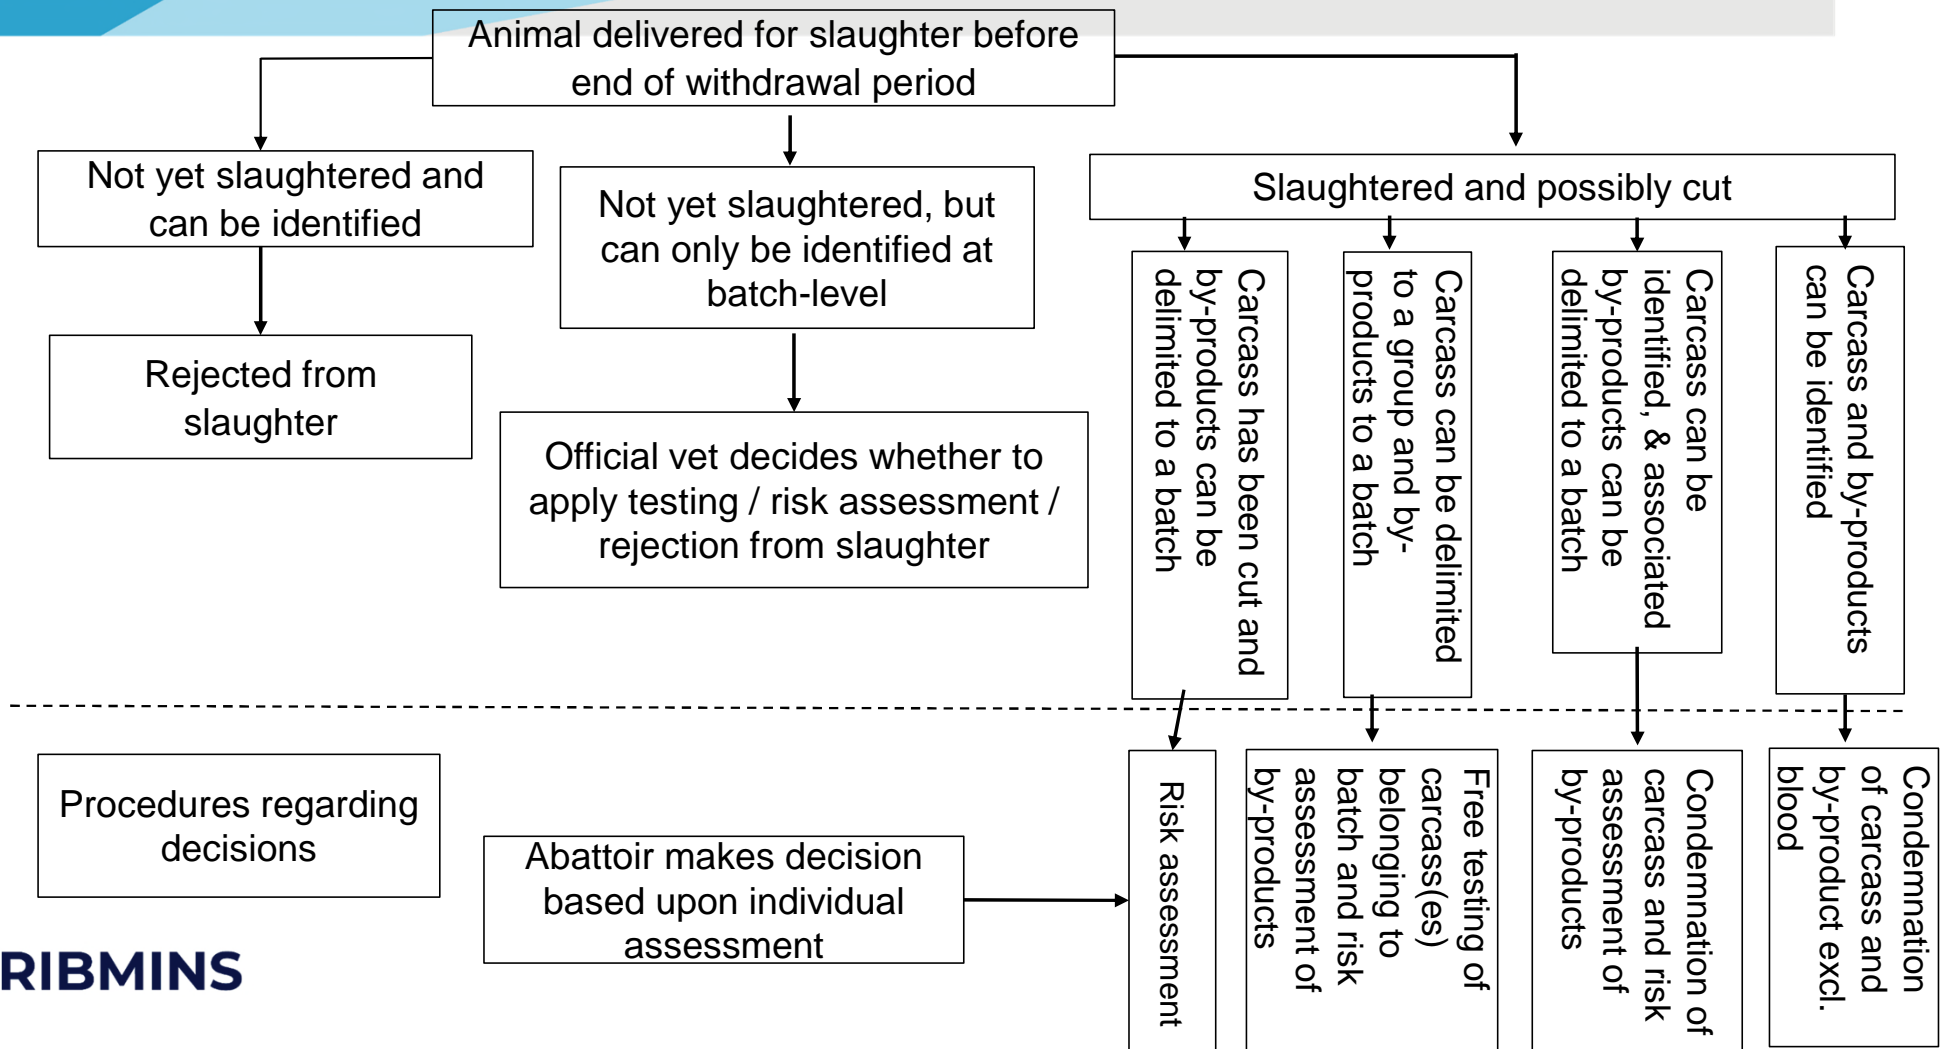 Animal delivered for slaughter before
end of withdrawal period
Not yet slaughtered and
can be identified
Not yet slaughtered, but
can only be identified at
batch-level
Slaughtered and possibly cut
Rejected from
slaughter
Official vet decides whether to
apply testing / risk assessment /
rejection from slaughter
Carcass has been cut and
by-products can be
delimited to a batch
Carcass can be delimited
to a group and by-
products to a batch
Carcass can be
identified, & associated
by-products can be
delimited to a batch
Carcass and by-products
can be identified
Procedures regarding
decisions
Abattoir makes decision
based upon individual
assessment
Risk assessment
Free testing of
carcass(es)
belonging to
batch and risk
assessment of
by-products
Condemnation of
carcass and risk
assessment of
by-products
Condemnation
of carcass and
by-product excl.
blood
RIBMINS